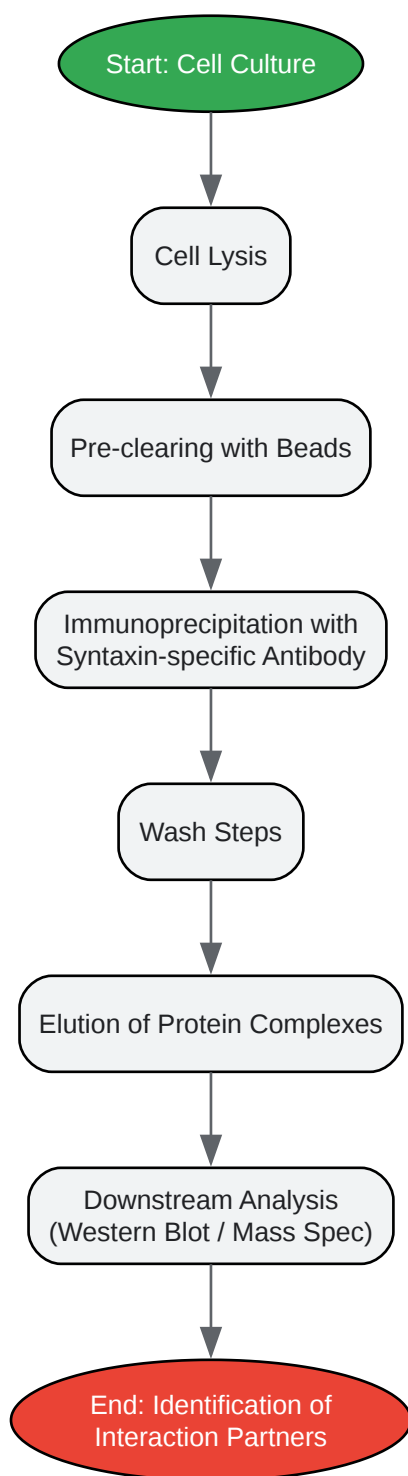 Start: Cell Culture
Cell Lysis
Pre-clearing with Beads
Immunoprecipitation with
Syntaxin-specific Antibody
Wash Steps
Elution of Protein Complexes
Downstream Analysis
(Western Blot / Mass Spec)
End: Identification of
Interaction Partners